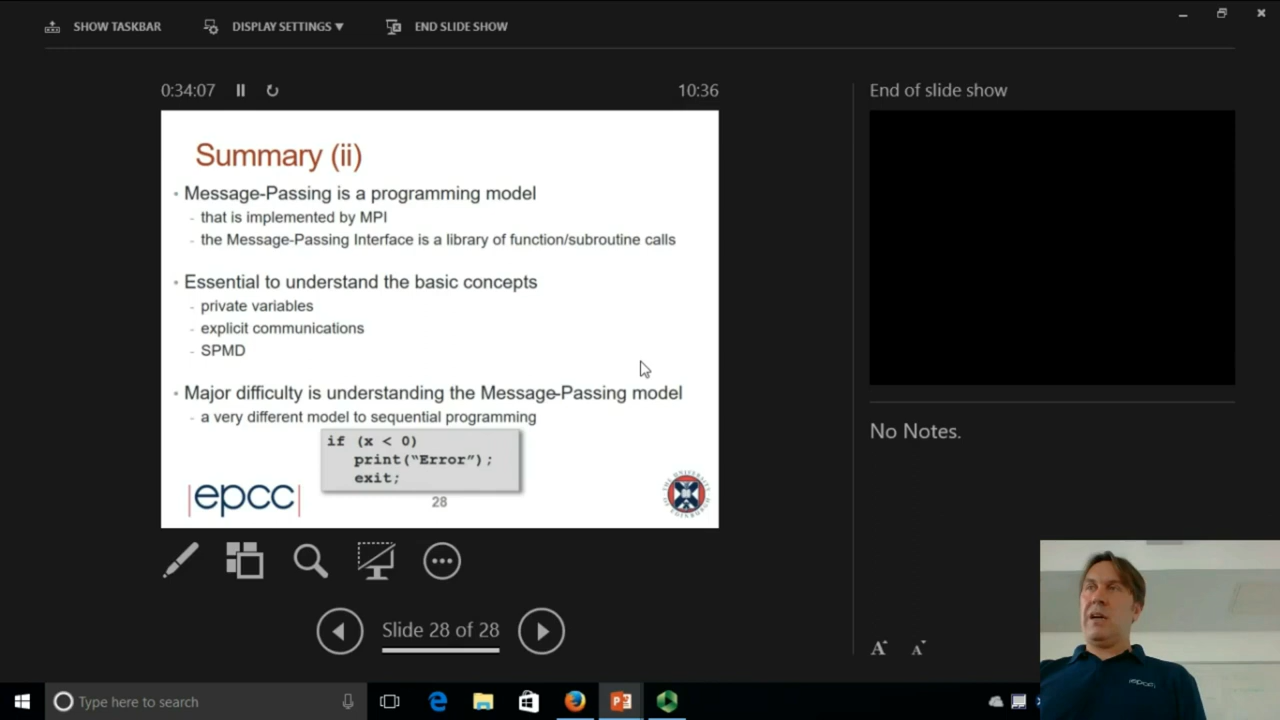 SHOW TASKBAR
DISPLAY SETTINGS ▼
END SLIDE SHOW
0:34:07
10:36
End of slide show
Summary (ii)
• Message-Passing is a programming model
- that is implemented by MPI
- the Message-Passing Interface is a library of function/subroutine calls
• Essential to understand the basic concepts
- private variables
- explicit communications
- SPMD
• Major difficulty is understanding the Message-Passing model
- a very different model to sequential programming
if (x < 0)
print(“Error”);
exit;
|epcc|
28
No Notes.
Slide 28 of 28
A A
|epcc|
Type here to search